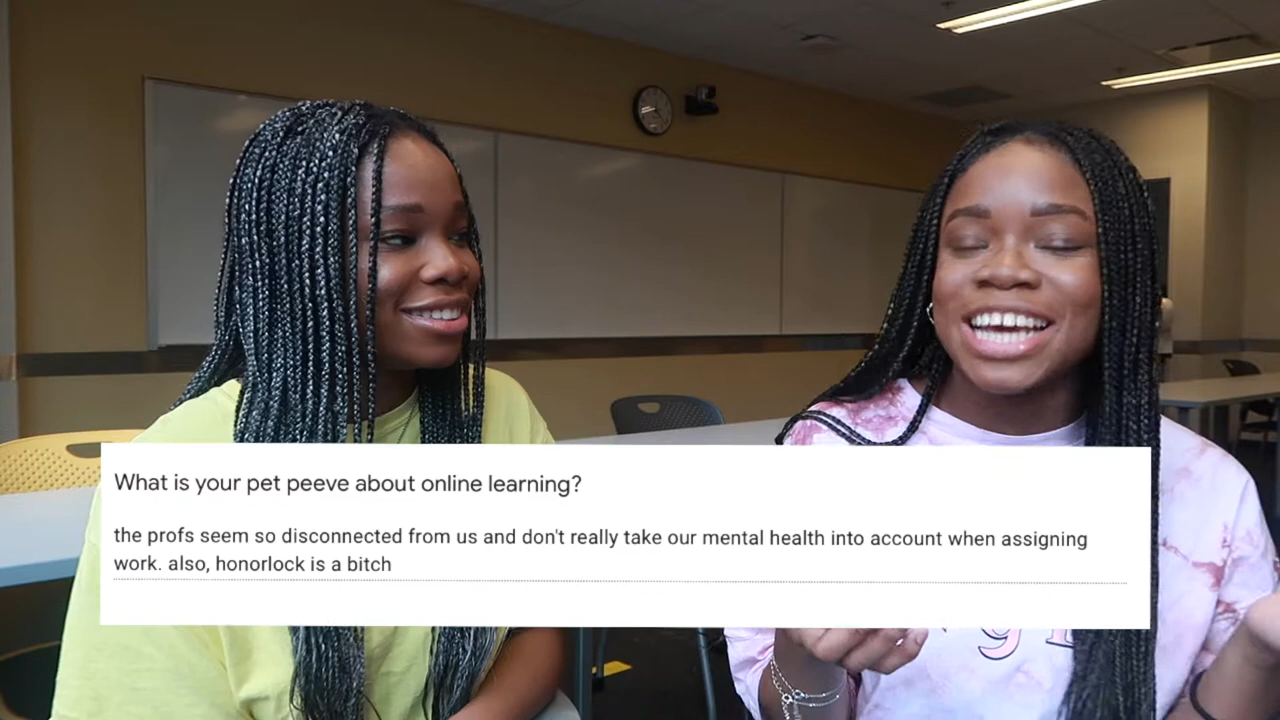 What is your pet peeve about online learning?
the profs seem so disconnected from us and don't really take our mental health into account when assigning
work. also, honorlock is a bitch